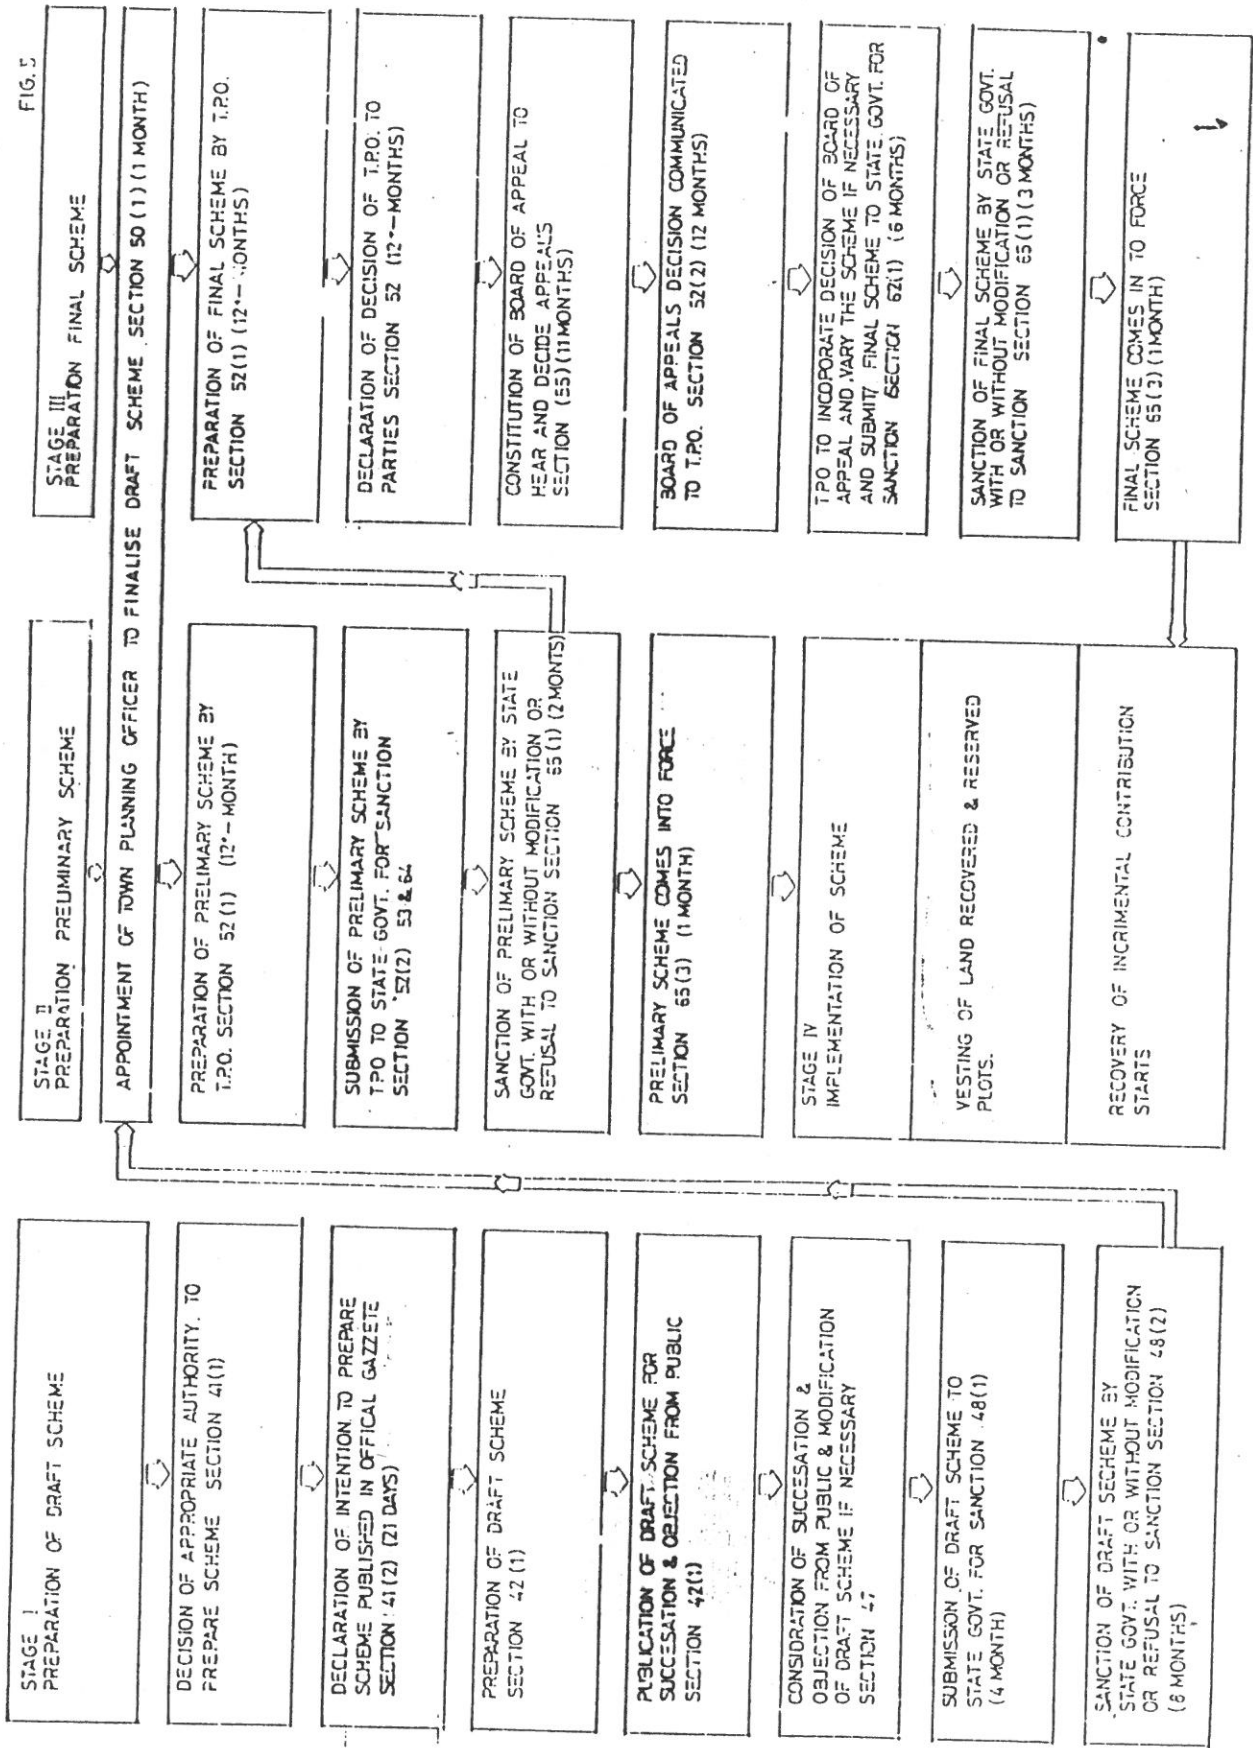 FIG. 5
STAGE I
PREPARATION OF DRAFT SCHEME
DECISION OF APPROPRIATE AUTHORITY. TO
PREPARE SCHEME SECTION 41(1)
DECLARATION OF INTENTION TO PREPARE
SCHEME PUBLISHED IN OFFICAL GAZZETE
SECTION 41(2) (21 DAYS)
PREPARATION OF DRAFT SCHEME
SECTION 42(1)
PUBLICATION OF DRAFT SCHEME FOR
SUCCESATION & OBJECTION FROM PUBLIC
SECTION 42(1)
CONSIDRATION OF SUCCESATION &
OBJECTION FROM PUBLIC & MODIFICATION
OF DRAFT SCHEME IF NECESSARY
SECTION 47
SUBMISSION OF DRAFT SCHEME TO
STATE GOVT. FOR SANCTION 48(1)
(4 MONTH)
SANCTION OF DRAFT SECHEME BY
STATE GOVT. WITH OR WITHOUT MODIFICATION
OR REFUSAL TO SANCTION SECTION 48(2)
(6 MONTHS)
STAGE II
PREPARATION PRELIMINARY SCHEME
APPOINTMENT OF TOWN PLANNING OFFICER TO FINALISE DRAFT SCHEME SECTION 50 (1) (1 MONTH)
PREPARATION OF PRELIMARY SCHEME BY
T.P.O. SECTION 52(1) (12*- MONTH)
SUBMISSION OF PRELIMARY SCHEME BY
TPO TO STATE GOVT. FOR SANCTION
SECTION 52(2) 53 & 64
SANCTION OF PRELIMARY SCHEME BY STATE
GOVT. WITH OR WITHOUT MODIFICATION OR
REFUSAL TO SANCTION SECTION 65 (1) (2 MONTS)
PRELIMARY SCHEME COMES INTO FORCE
SECTION 65(3) (1 MONTH)
STAGE IV
IMPLEMENTATION OF SCHEME
VESTING OF LAND RECOVERED & RESERVED
PLOTS.
RECOVERY OF INCRIMENTAL CONTRIBUTION
STARTS
STAGE III
PREPARATION FINAL SCHEME
PREPARATION OF FINAL SCHEME BY T.P.O.
SECTION 52(1) (12*- MONTHS)
DECLARATION OF DECISION OF T.P.O. TO
PARTIES SECTION 52 (12*-MONTHS)
CONSTITUTION OF BOARD OF APPEAL TO
HEAR AND DECIDE APPEALS
SECTION (55) (11MONTHS)
BOARD OF APPEALS DECISION COMMUNICATED
TO T.P.O. SECTION 52(2) (12 MONTHS)
TPO TO INCOPORATE DECISION OF BOARD OF
APPEAL AND VARY THE SCHEME IF NECESSARY
AND SUBMIT FINAL SCHEME TO STATE GOVT. FOR
SANCTION SECTION 62(1) (6 MONTHS)
SANCTION OF FINAL SCHEME BY STATE GOVT.
WITH OR WITHOUT MODIFICATION OR REFUSAL
TO SANCTION SECTION 65(1) (3 MONTHS)
FINAL SCHEME COMES IN TO FORCE
SECTION 65(3) (1MONTH)